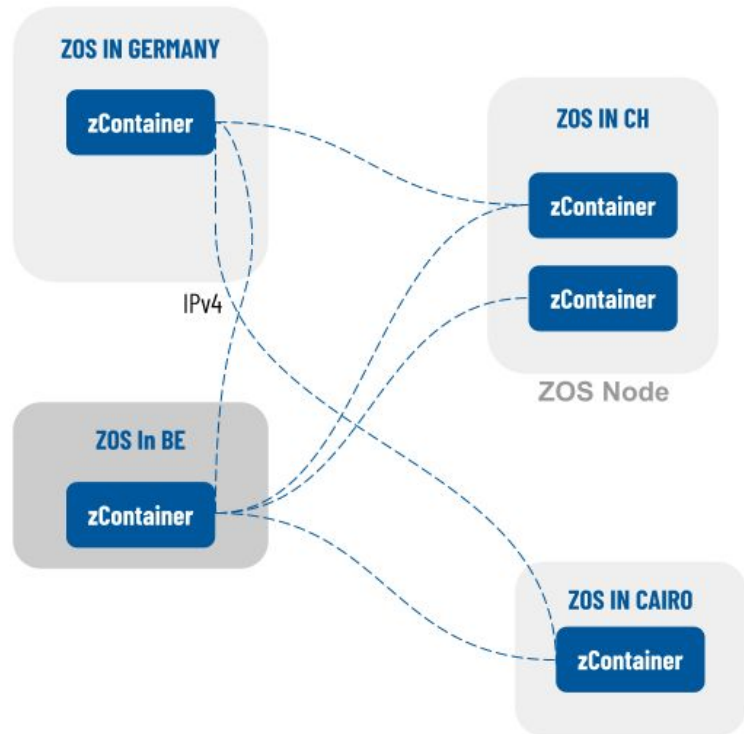 ZOS IN GERMANY
zContainer
ZOS IN CH
zContainer
zContainer
IPv4
ZOS Node
ZOS In BE
zContainer
ZOS IN CAIRO
zContainer